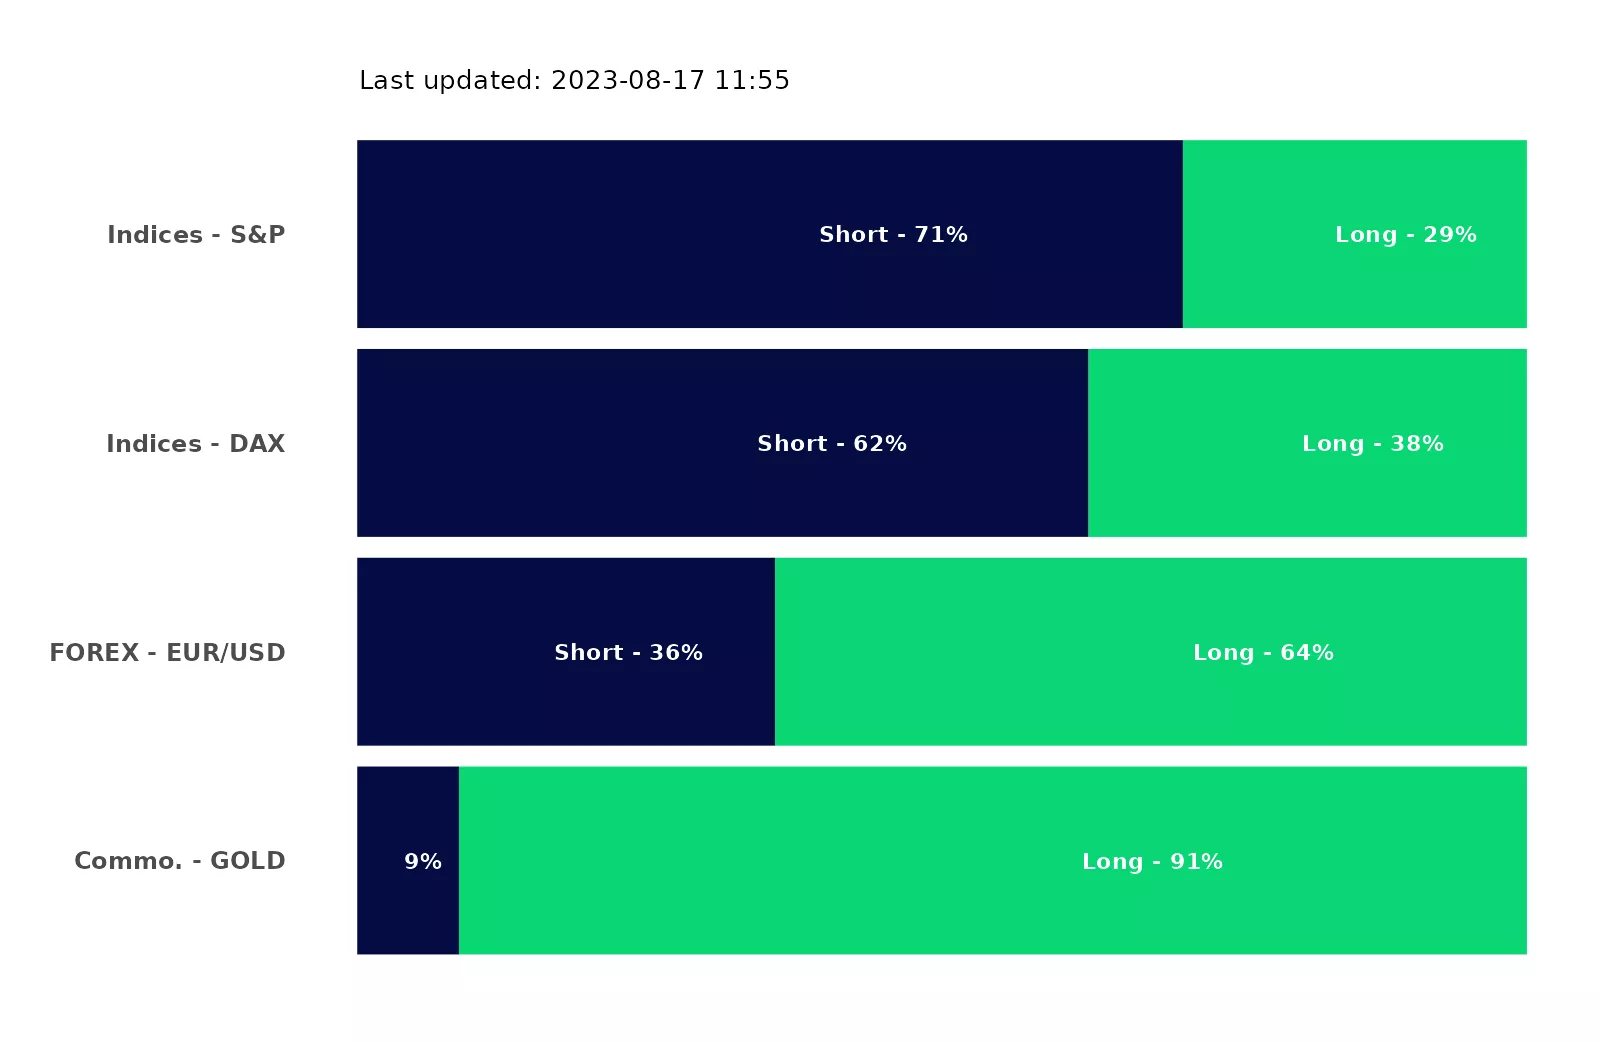 Last updated: 2023-08-17 11:55
Indices - S&P
Short - 71%
Long - 29%
Indices - DAX
Short - 62%
Long - 38%
FOREX - EUR/USD
Short - 36%
Long - 64%
Commo. - GOLD
9%
Long - 91%